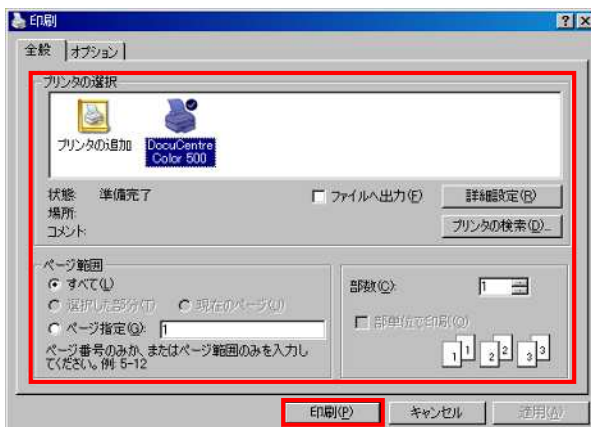 印刷
全般 オプション
プリンタの選択
プリンタの追加 DocuCentre
Color 500
状態: 準備完了 ファイルへ出力(F) 詳細設定(R)
場所:
コメント: プリンタの検索(D)...
ページ範囲
すべて(L) 部数(C): 1
選択した部分(T) 現在のページ(U)
ページ指定(G): 1 部単位で印刷(O)
ページ番号のみか、またはページ範囲のみを入力し
てください。例: 5-12
1 1 2 2 3 3
印刷(P) キャンセル 適用(A)